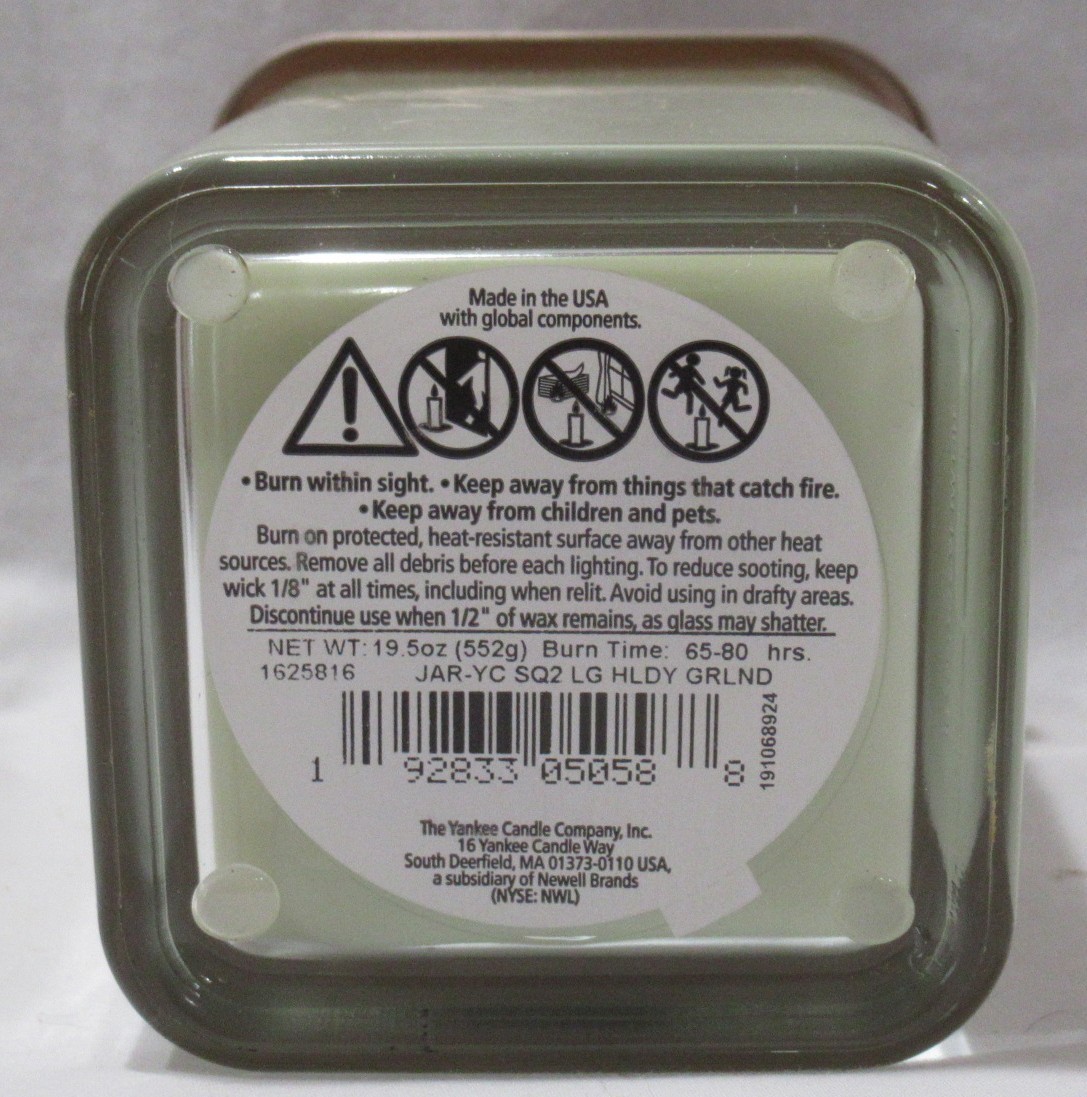 Made in the USA
with global components.
•Burn within sight. •Keep away from things that catch fire.
•Keep away from children and pets.
Burn on protected, heat-resistant surface away from other heat
sources. Remove all debris before each lighting. To reduce sooting, keep
wick 1/8" at all times, including when relit. Avoid using in drafty areas.
Discontinue use when 1/2" of wax remains, as glass may shatter.
NET WT: 19.5oz (552g) Burn Time: 65-80 hrs.
1625816 JAR-YC SQ2 LG HLDY GRLND
191068924
1 92833 05058 8
The Yankee Candle Company, Inc.
16 Yankee Candle Way
South Deerfield, MA 01373-0110 USA,
a subsidiary of Newell Brands
(NYSE: NWL)